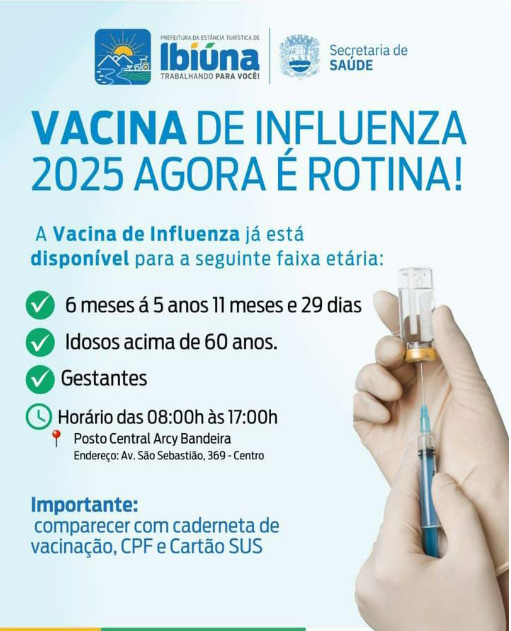 PREFEITURA DA ESTÂNCIA TURÍSTICA DE
Ibiúna
TRABALHANDO PARA VOCÊ!
Secretaria de
SAÚDE
VACINA DE INFLUENZA
2025 AGORA É ROTINA!
A Vacina de Influenza já está
disponível para a seguinte faixa etária:
6 meses á 5 anos 11 meses e 29 dias
Idosos acima de 60 anos.
Gestantes
Horário das 08:00h às 17:00h
Posto Central Arcy Bandeira
Endereço: Av. São Sebastião, 369 - Centro
Importante:
comparecer com caderneta de
vacinação, CPF e Cartão SUS